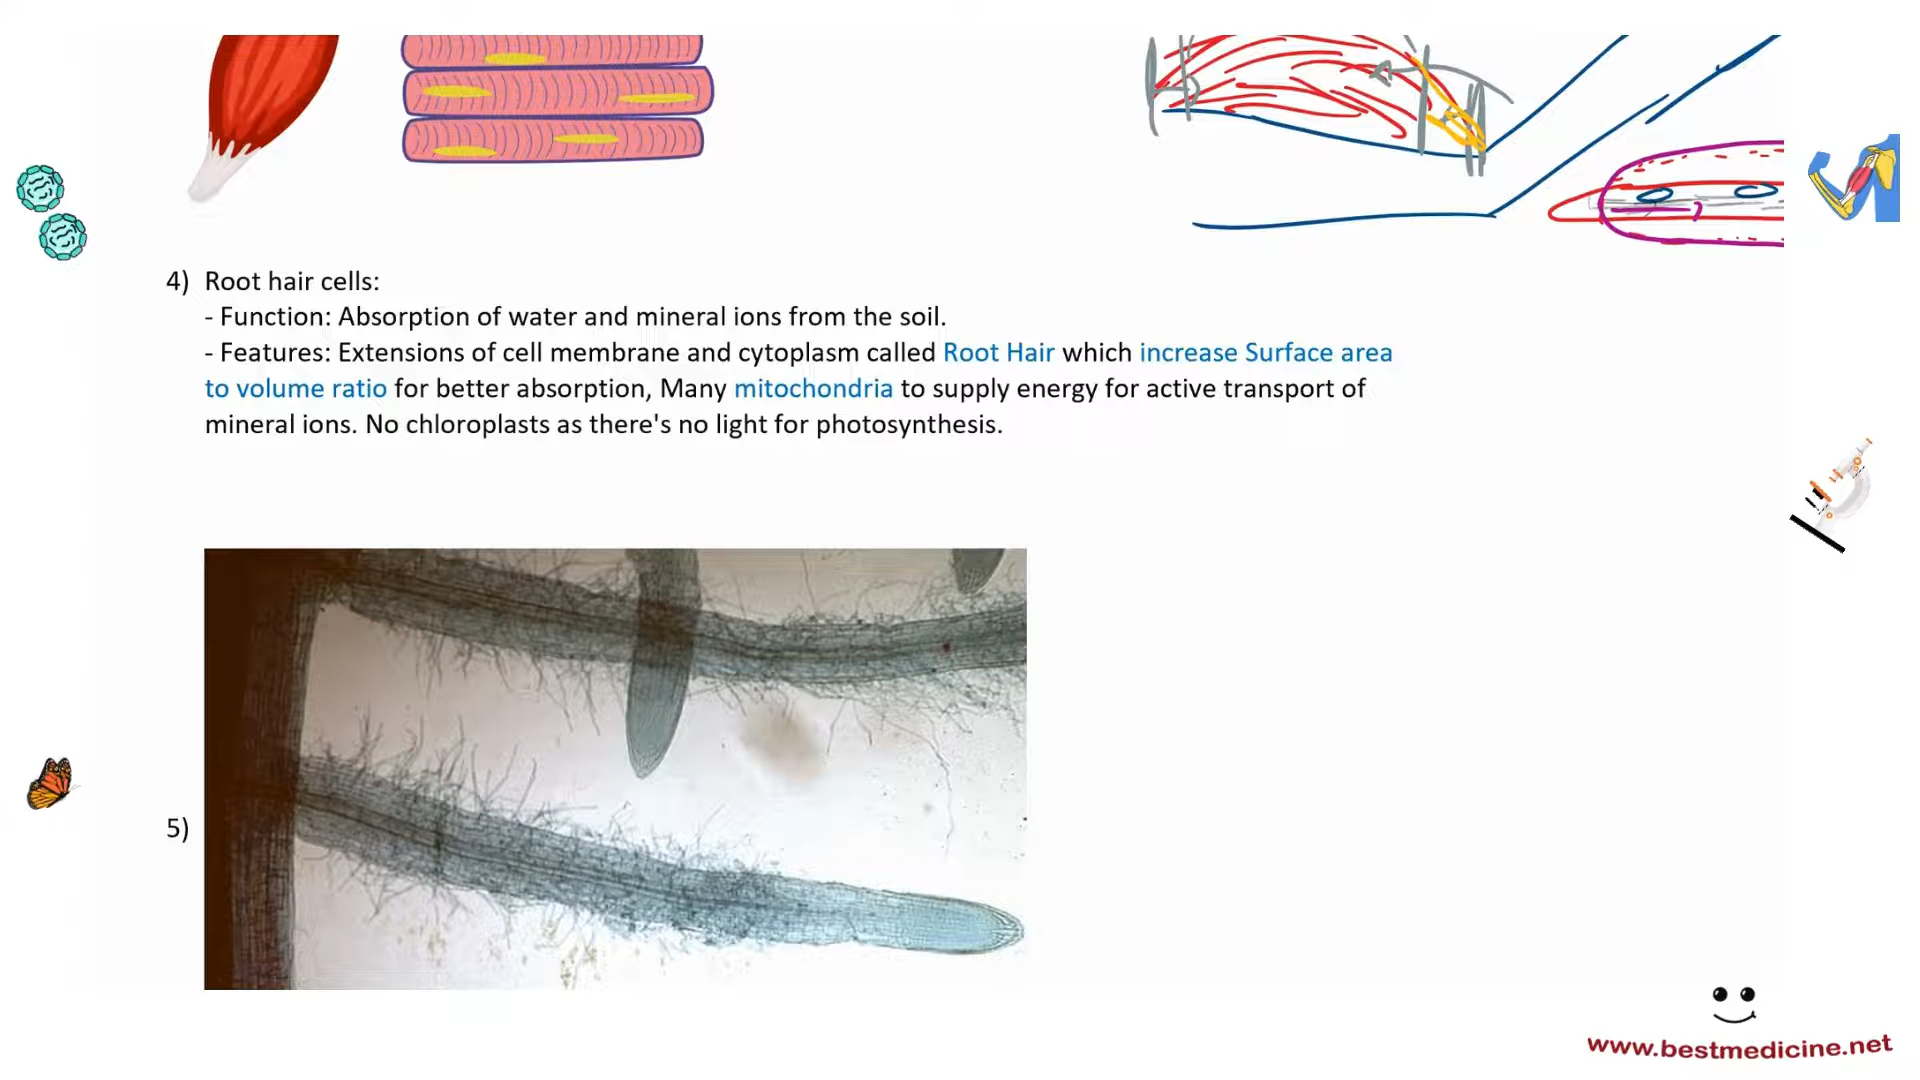 4) Root hair cells:
- Function: Absorption of water and mineral ions from the soil.
- Features: Extensions of cell membrane and cytoplasm called Root Hair which increase Surface area
to volume ratio for better absorption, Many mitochondria to supply energy for active transport of
mineral ions. No chloroplasts as there's no light for photosynthesis.
5)
www.bestmedicine.net